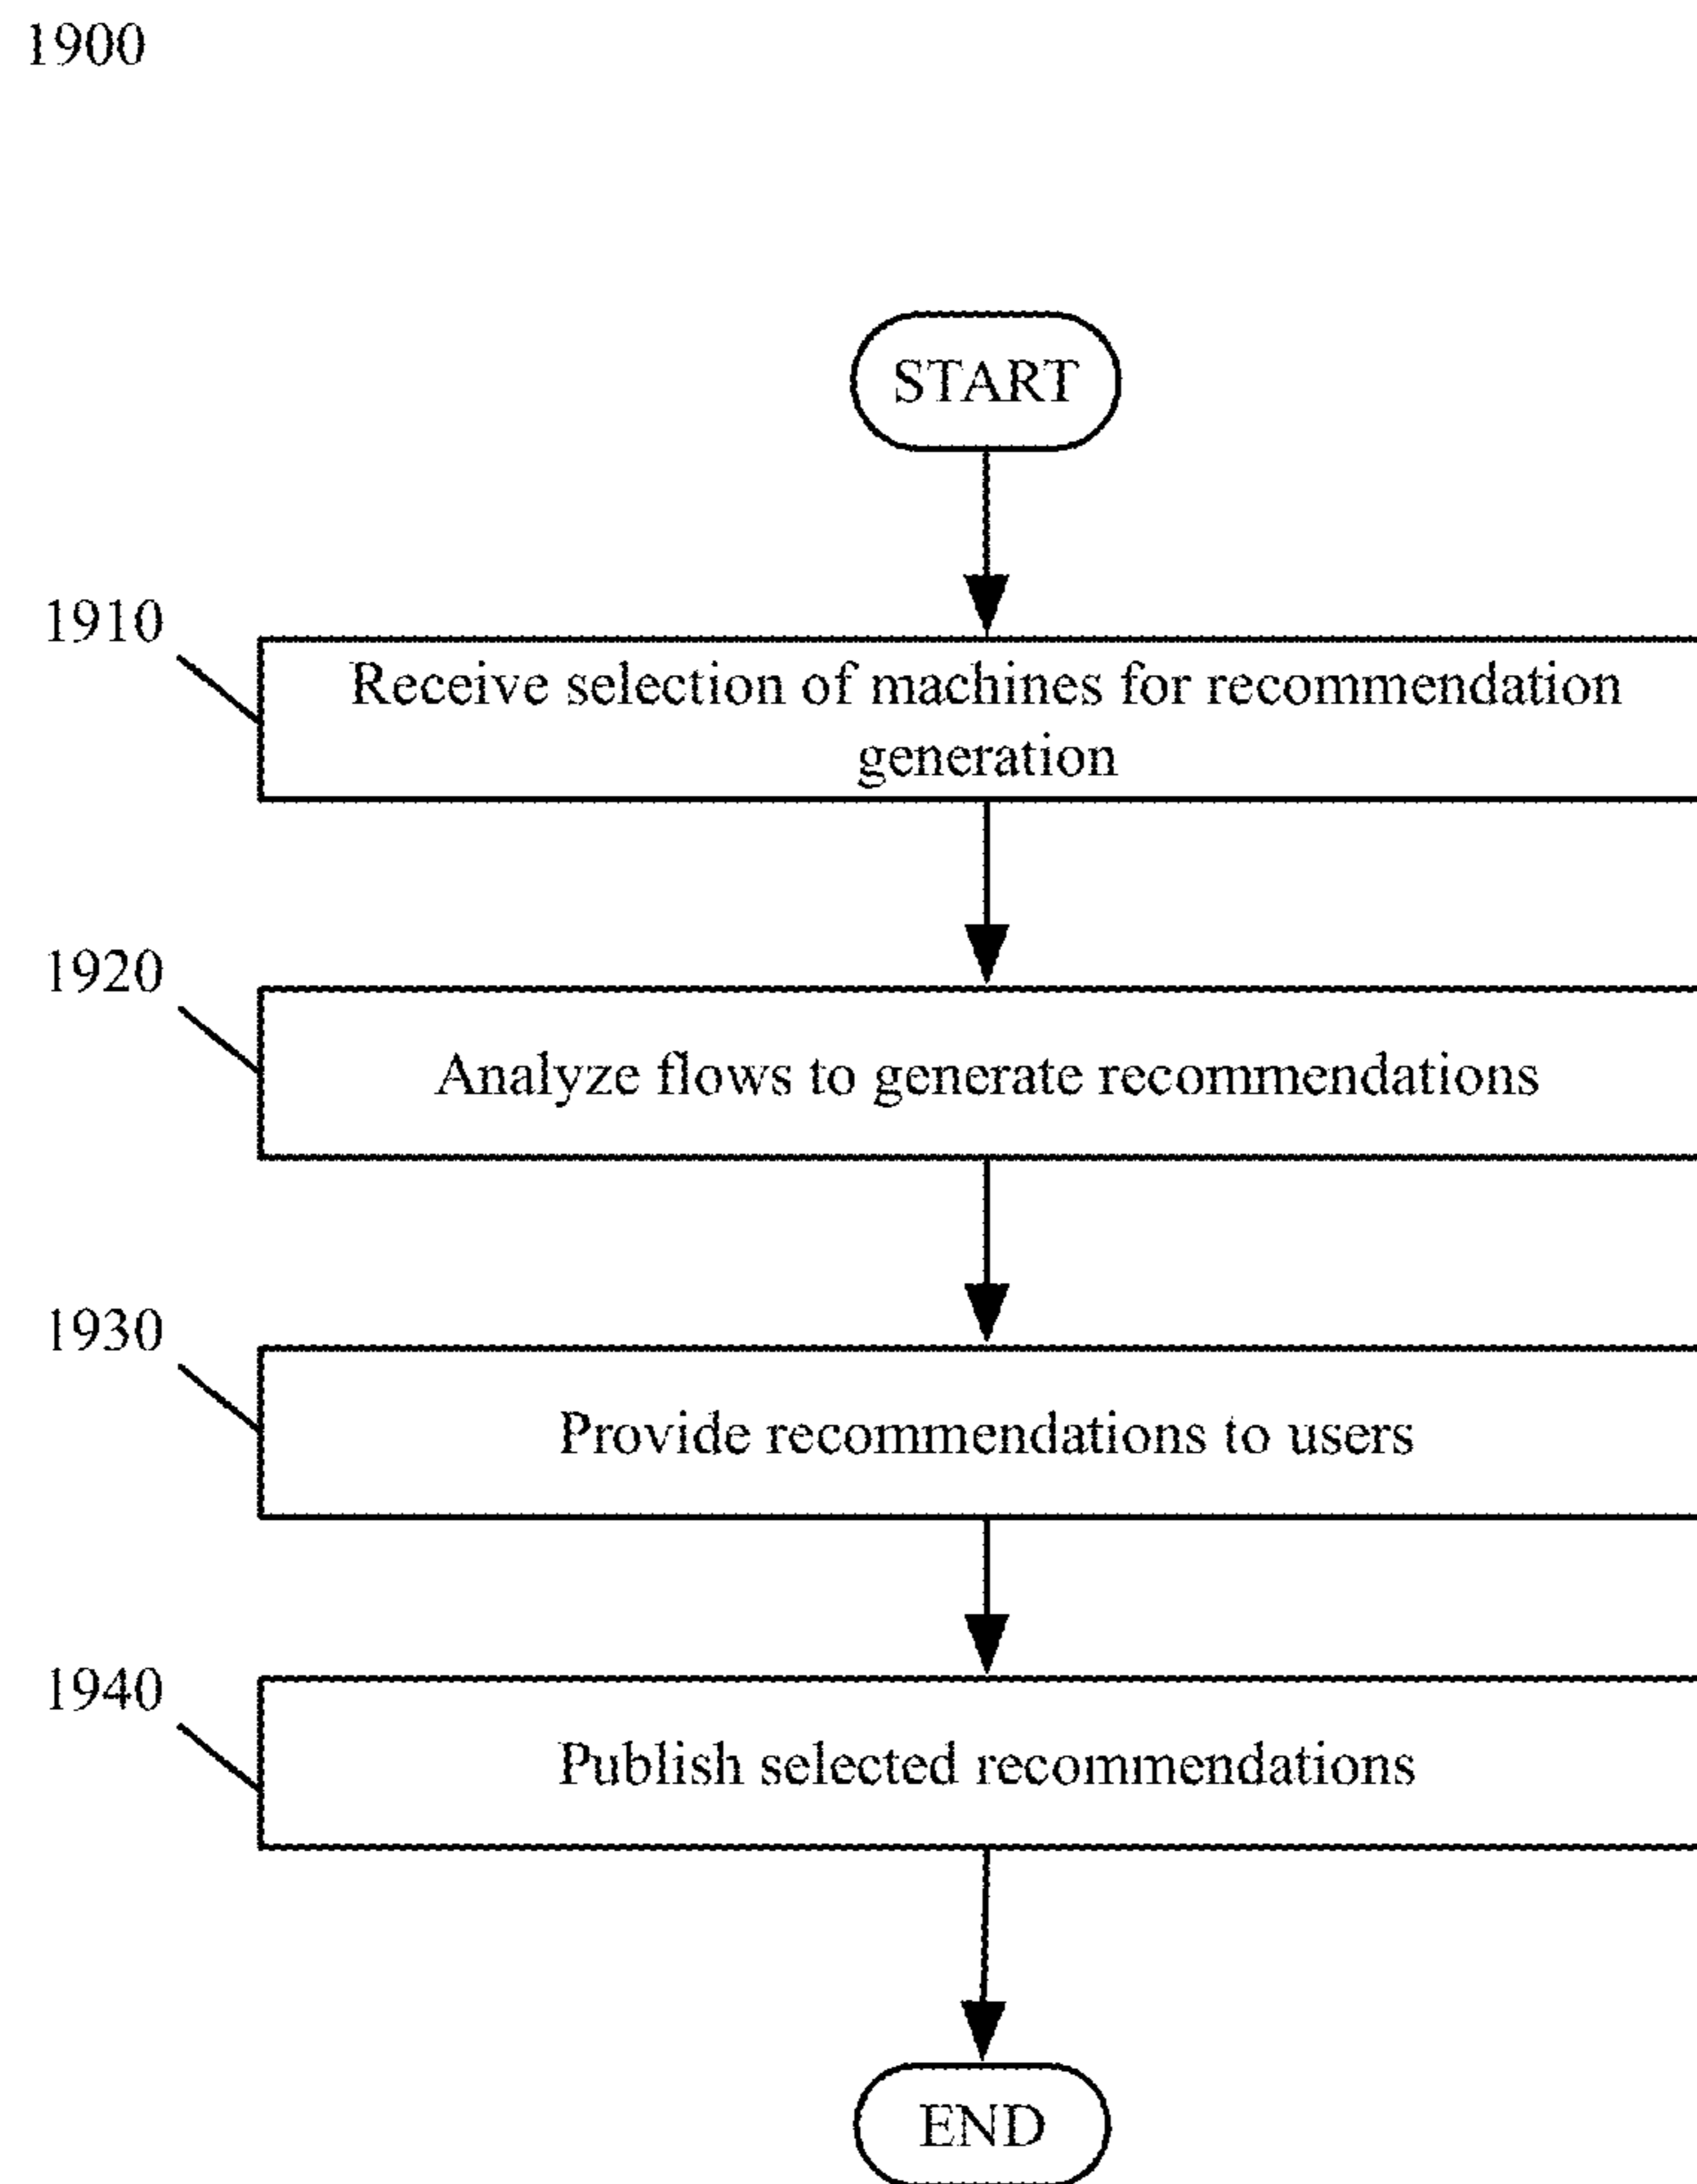 1900
START
1910
Receive selection of machines for recommendation
generation
1920
Analyze flows to generate recommendations
1930
Provide recommendations to users
1940
Publish selected recommendations
END